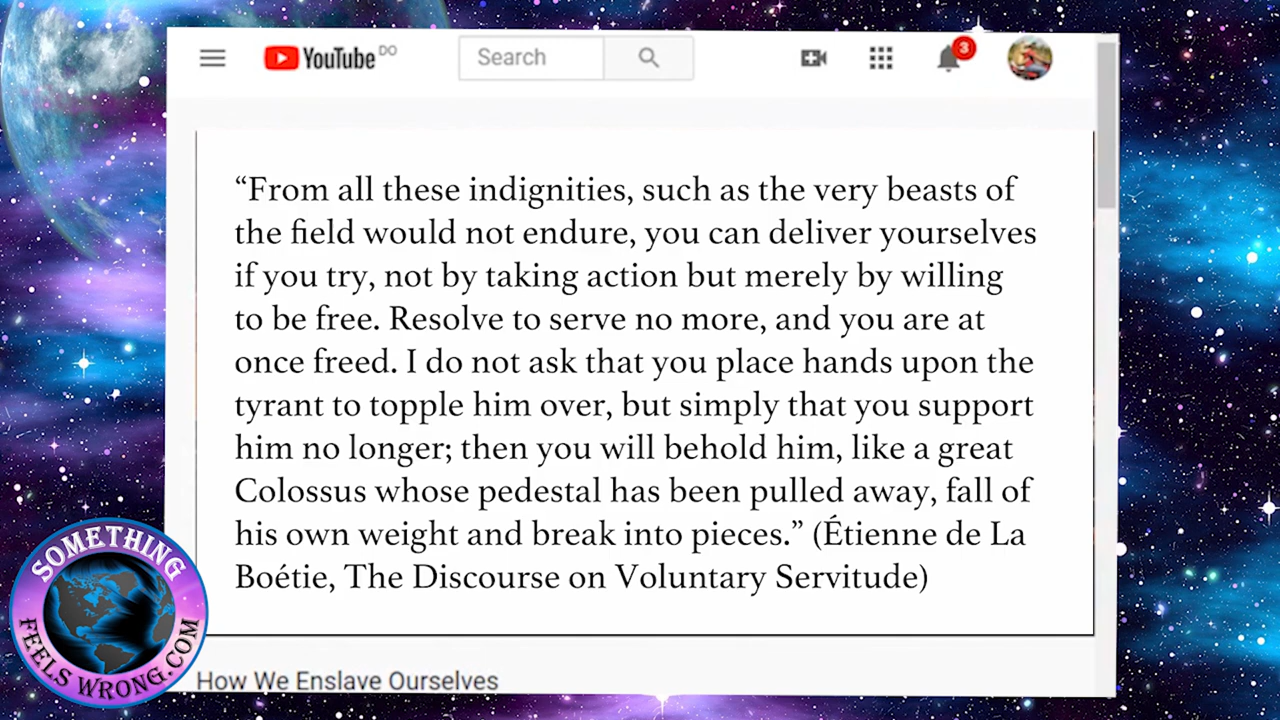 YouTube DO
Search
3
“From all these indignities, such as the very beasts of
the field would not endure, you can deliver yourselves
if you try, not by taking action but merely by willing
to be free. Resolve to serve no more, and you are at
once freed. I do not ask that you place hands upon the
tyrant to topple him over, but simply that you support
him no longer; then you will behold him, like a great
Colossus whose pedestal has been pulled away, fall of
his own weight and break into pieces.” (Étienne de La
Boétie, The Discourse on Voluntary Servitude)
How We Enslave Ourselves
SOMETHING
FEELS WRONG.COM